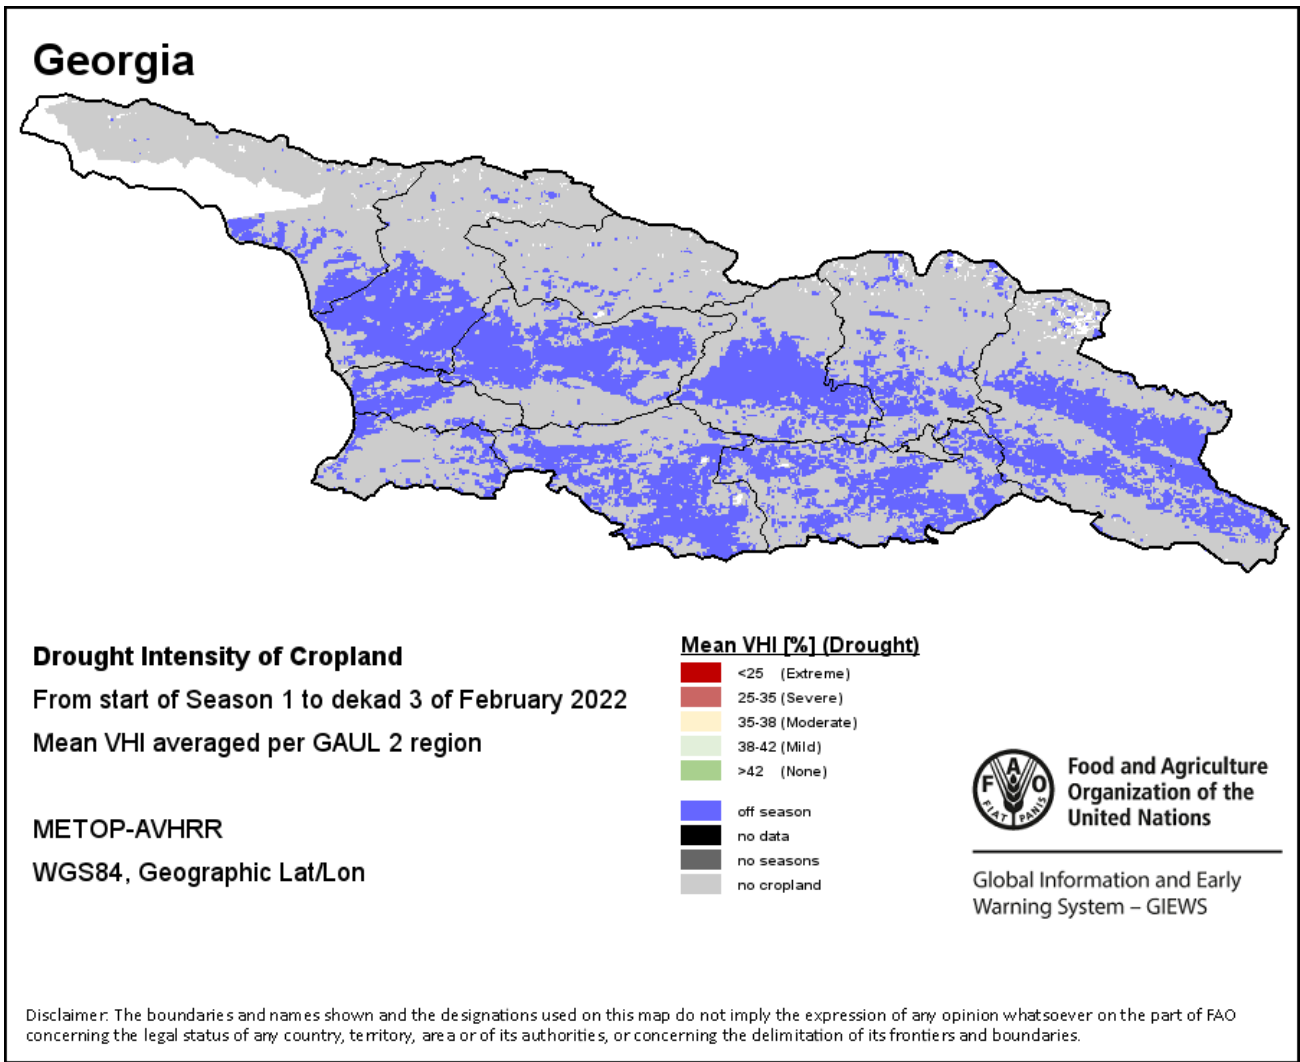 Georgia
Drought Intensity of Cropland
From start of Season 1 to dekad 3 of February 2022
Mean VHI averaged per GAUL 2 region
METOP-AVHRR
WGS84, Geographic Lat/Lon
Mean VHI [%] (Drought)
<25 (Extreme)
25-35 (Severe)
35-38 (Moderate)
38-42 (Mild)
>42 (None)
off season
no data
no seasons
no cropland
F A O
FIAT PANIS
Food and Agriculture
Organization of the
United Nations
Global Information and Early
Warning System – GIEWS
Disclaimer: The boundaries and names shown and the designations used on this map do not imply the expression of any opinion whatsoever on the part of FAO
concerning the legal status of any country, territory, area or of its authorities, or concerning the delimitation of its frontiers and boundaries.